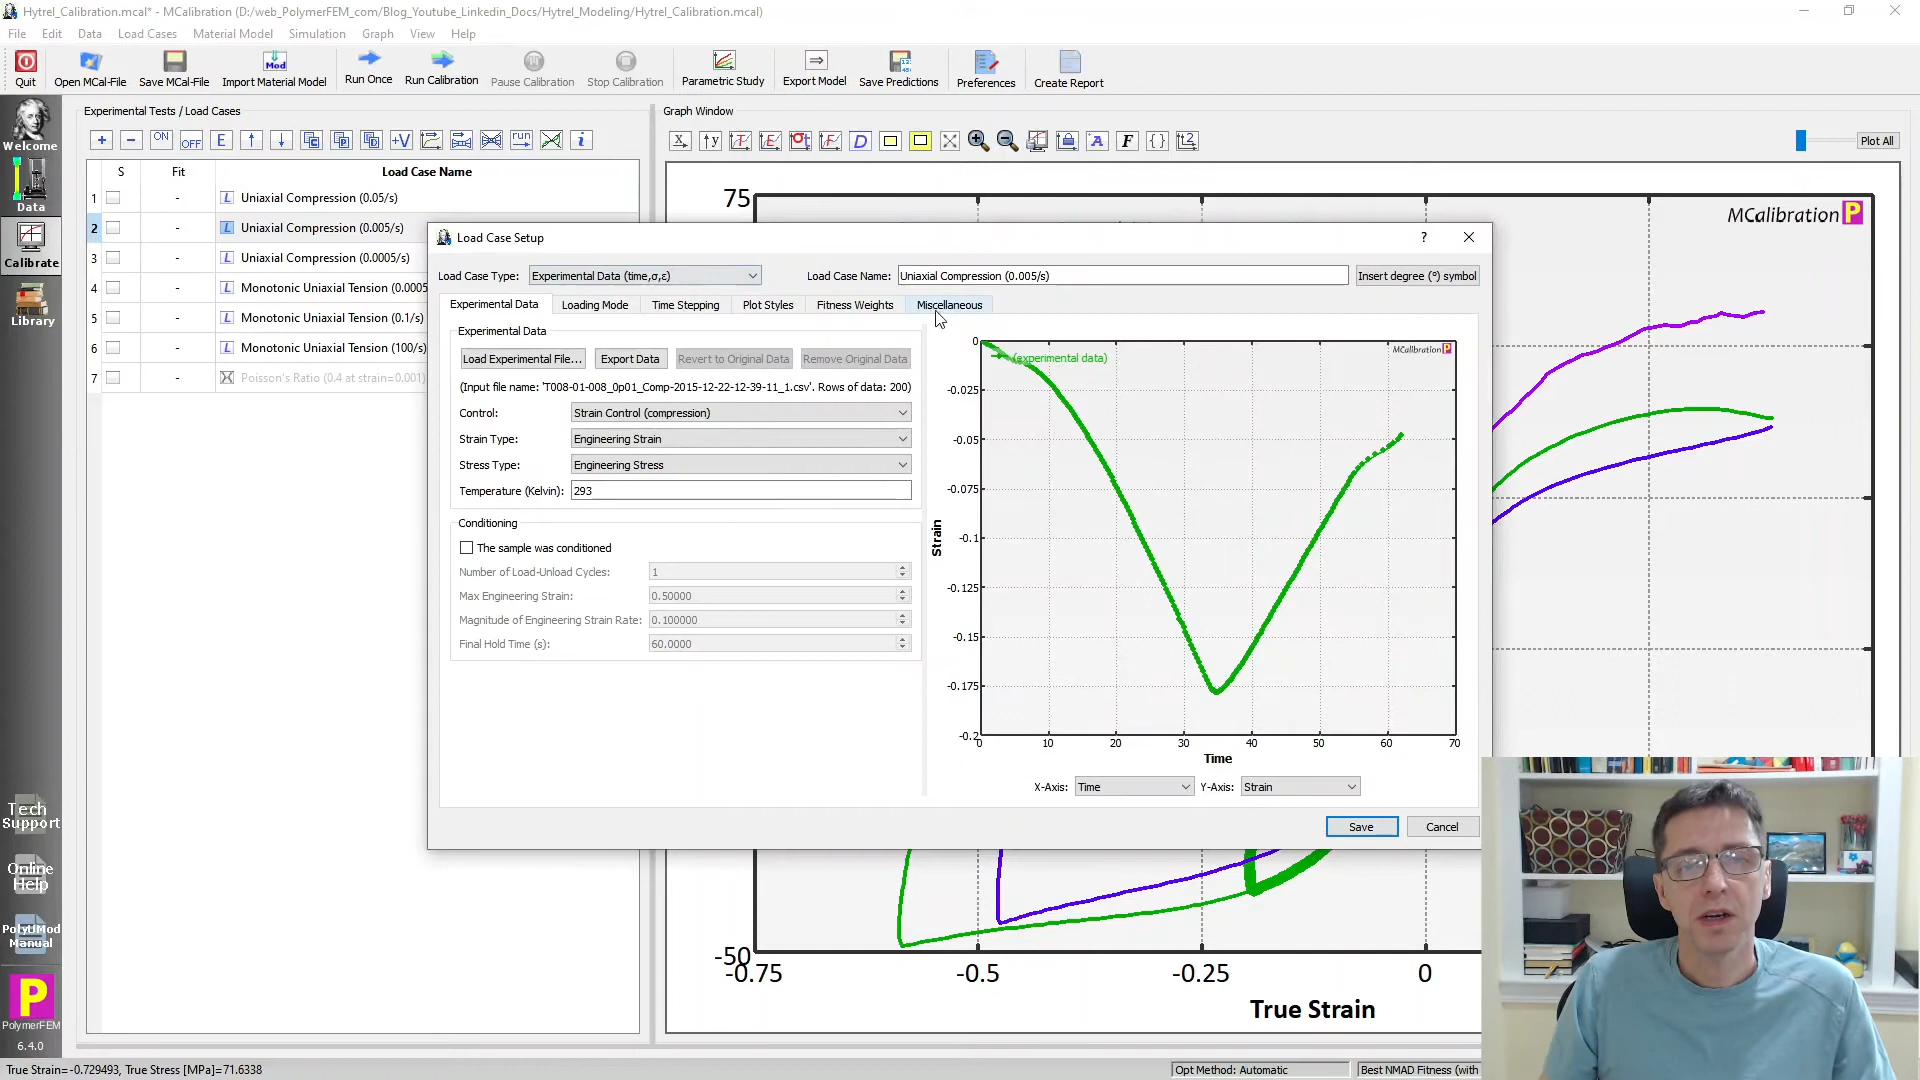 Hytrel_Calibration.mcal* - MCalibration (D:/web_PolymerFEM_com/Blog_Youtube_Linkedin_Docs/Hytrel_Modeling/Hytrel_Calibration.mcal)
File Edit Data Load Cases Material Model Simulation Graph View Help
Mod
Quit Open MCal-File Save MCal-File Import Material Model Run Once Run Calibration Pause Calibration Stop Calibration Parametric Study Export Model Save Predictions Preferences Create Report
Experimental Tests / Load Cases
Graph Window
ON OFF E +V run i
D A F { } Plot All
S Fit Load Case Name
1 - L Uniaxial Compression (0.05/s)
2 - L Uniaxial Compression (0.005/s)
3 - L Uniaxial Compression (0.0005/s)
4 - L Monotonic Uniaxial Tension (0.0005
5 - L Monotonic Uniaxial Tension (0.1/s)
6 - L Monotonic Uniaxial Tension (100/s)
7 - Poisson's Ratio (0.4 at strain=0.001)
Welcome
Data
Calibrate
Library
Tech Support
Online Help
PolyUMod Manual
P
PolymerFEM
6.4.0
75
MCalibration P
Load Case Setup
? 
Load Case Type: Experimental Data (time,σ,ε) Load Case Name: Uniaxial Compression (0.005/s) Insert degree (°) symbol
Experimental Data Loading Mode Time Stepping Plot Styles Fitness Weights Miscellaneous
Experimental Data
Load Experimental File... Export Data Revert to Original Data Remove Original Data
(Input file name: 'T008-01-008_0p01_Comp-2015-12-22-12-39-11_1.csv'. Rows of data: 200)
Control: Strain Control (compression)
Strain Type: Engineering Strain
Stress Type: Engineering Stress
Temperature (Kelvin): 293
Conditioning
The sample was conditioned
Number of Load-Unload Cycles: 1
Max Engineering Strain: 0.50000
Magnitude of Engineering Strain Rate: 0.100000
Final Hold Time (s): 60.0000
(experimental data)
MCalibration P
0
-0.025
-0.05
-0.075
-0.1
-0.125
-0.15
-0.175
-0.2
Strain
0 10 20 30 40 50 60 70
Time
X-Axis: Time Y-Axis: Strain
Save Cancel
-50
-0.75 -0.5 -0.25 0
True Strain
True Strain=-0.729493, True Stress [MPa]=71.6338
Opt Method: Automatic
Best NMAD Fitness (with